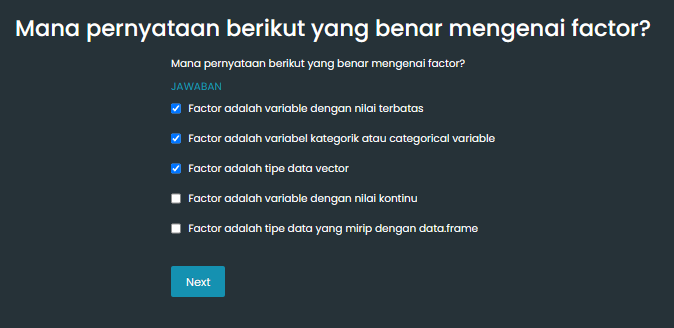 Mana pernyataan berikut yang benar mengenai factor?
Mana pernyataan berikut yang benar mengenai factor?
JAWABAN
Factor adalah variable dengan nilai terbatas
Factor adalah variabel kategorik atau categorical variable
Factor adalah tipe data vector
Factor adalah variable dengan nilai kontinu
Factor adalah tipe data yang mirip dengan data.frame
Next